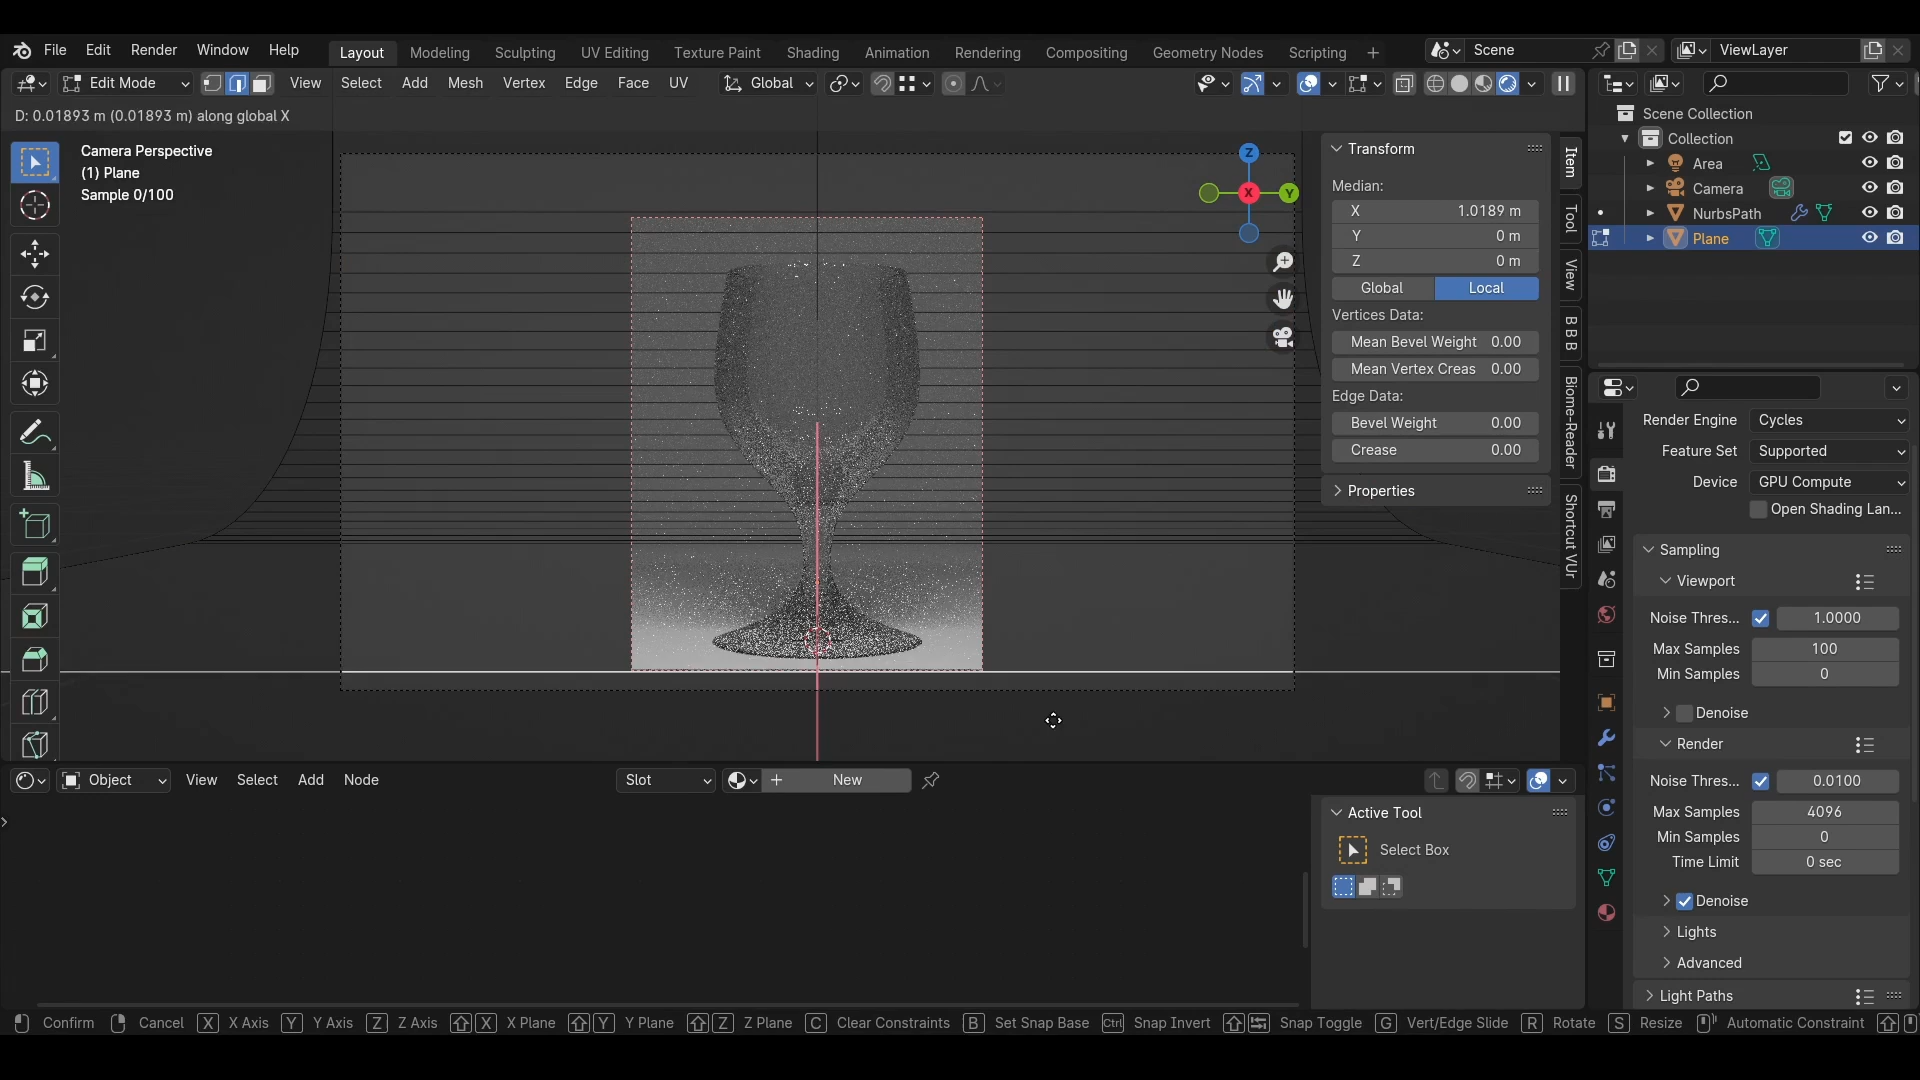 File Edit Render Window Help Layout Modeling Sculpting UV Editing Texture Paint Shading Animation Rendering Compositing Geometry Nodes Scripting + Scene ViewLayer
Edit Mode View Select Add Mesh Vertex Edge Face UV Global
D: 0.01893 m (0.01893 m) along global X
Camera Perspective
(1) Plane
Sample 0/100
Z
X
Y
Transform
Median:
X 1.0189 m
Y 0 m
Z 0 m
Global Local
Vertices Data:
Mean Bevel Weight 0.00
Mean Vertex Creas 0.00
Edge Data:
Bevel Weight 0.00
Crease 0.00
Properties
Item
Tool
View
B B B
Biome-Reader
Shortcut VUr
Scene Collection
Collection
Area
Camera
NurbsPath
Plane
Render Engine Cycles
Feature Set Supported
Device GPU Compute
Open Shading Lan...
Sampling
Viewport
Noise Thres... 1.0000
Max Samples 100
Min Samples 0
Denoise
Render
Noise Thres... 0.0100
Max Samples 4096
Min Samples 0
Time Limit 0 sec
Denoise
Lights
Advanced
Light Paths
Object View Select Add Node Slot + New
Active Tool
Select Box
Confirm Cancel X X Axis Y Y Axis Z Z Axis X X Plane Y Y Plane Z Z Plane C Clear Constraints B Set Snap Base Ctrl Snap Invert Snap Toggle G Vert/Edge Slide R Rotate S Resize Automatic Constraint